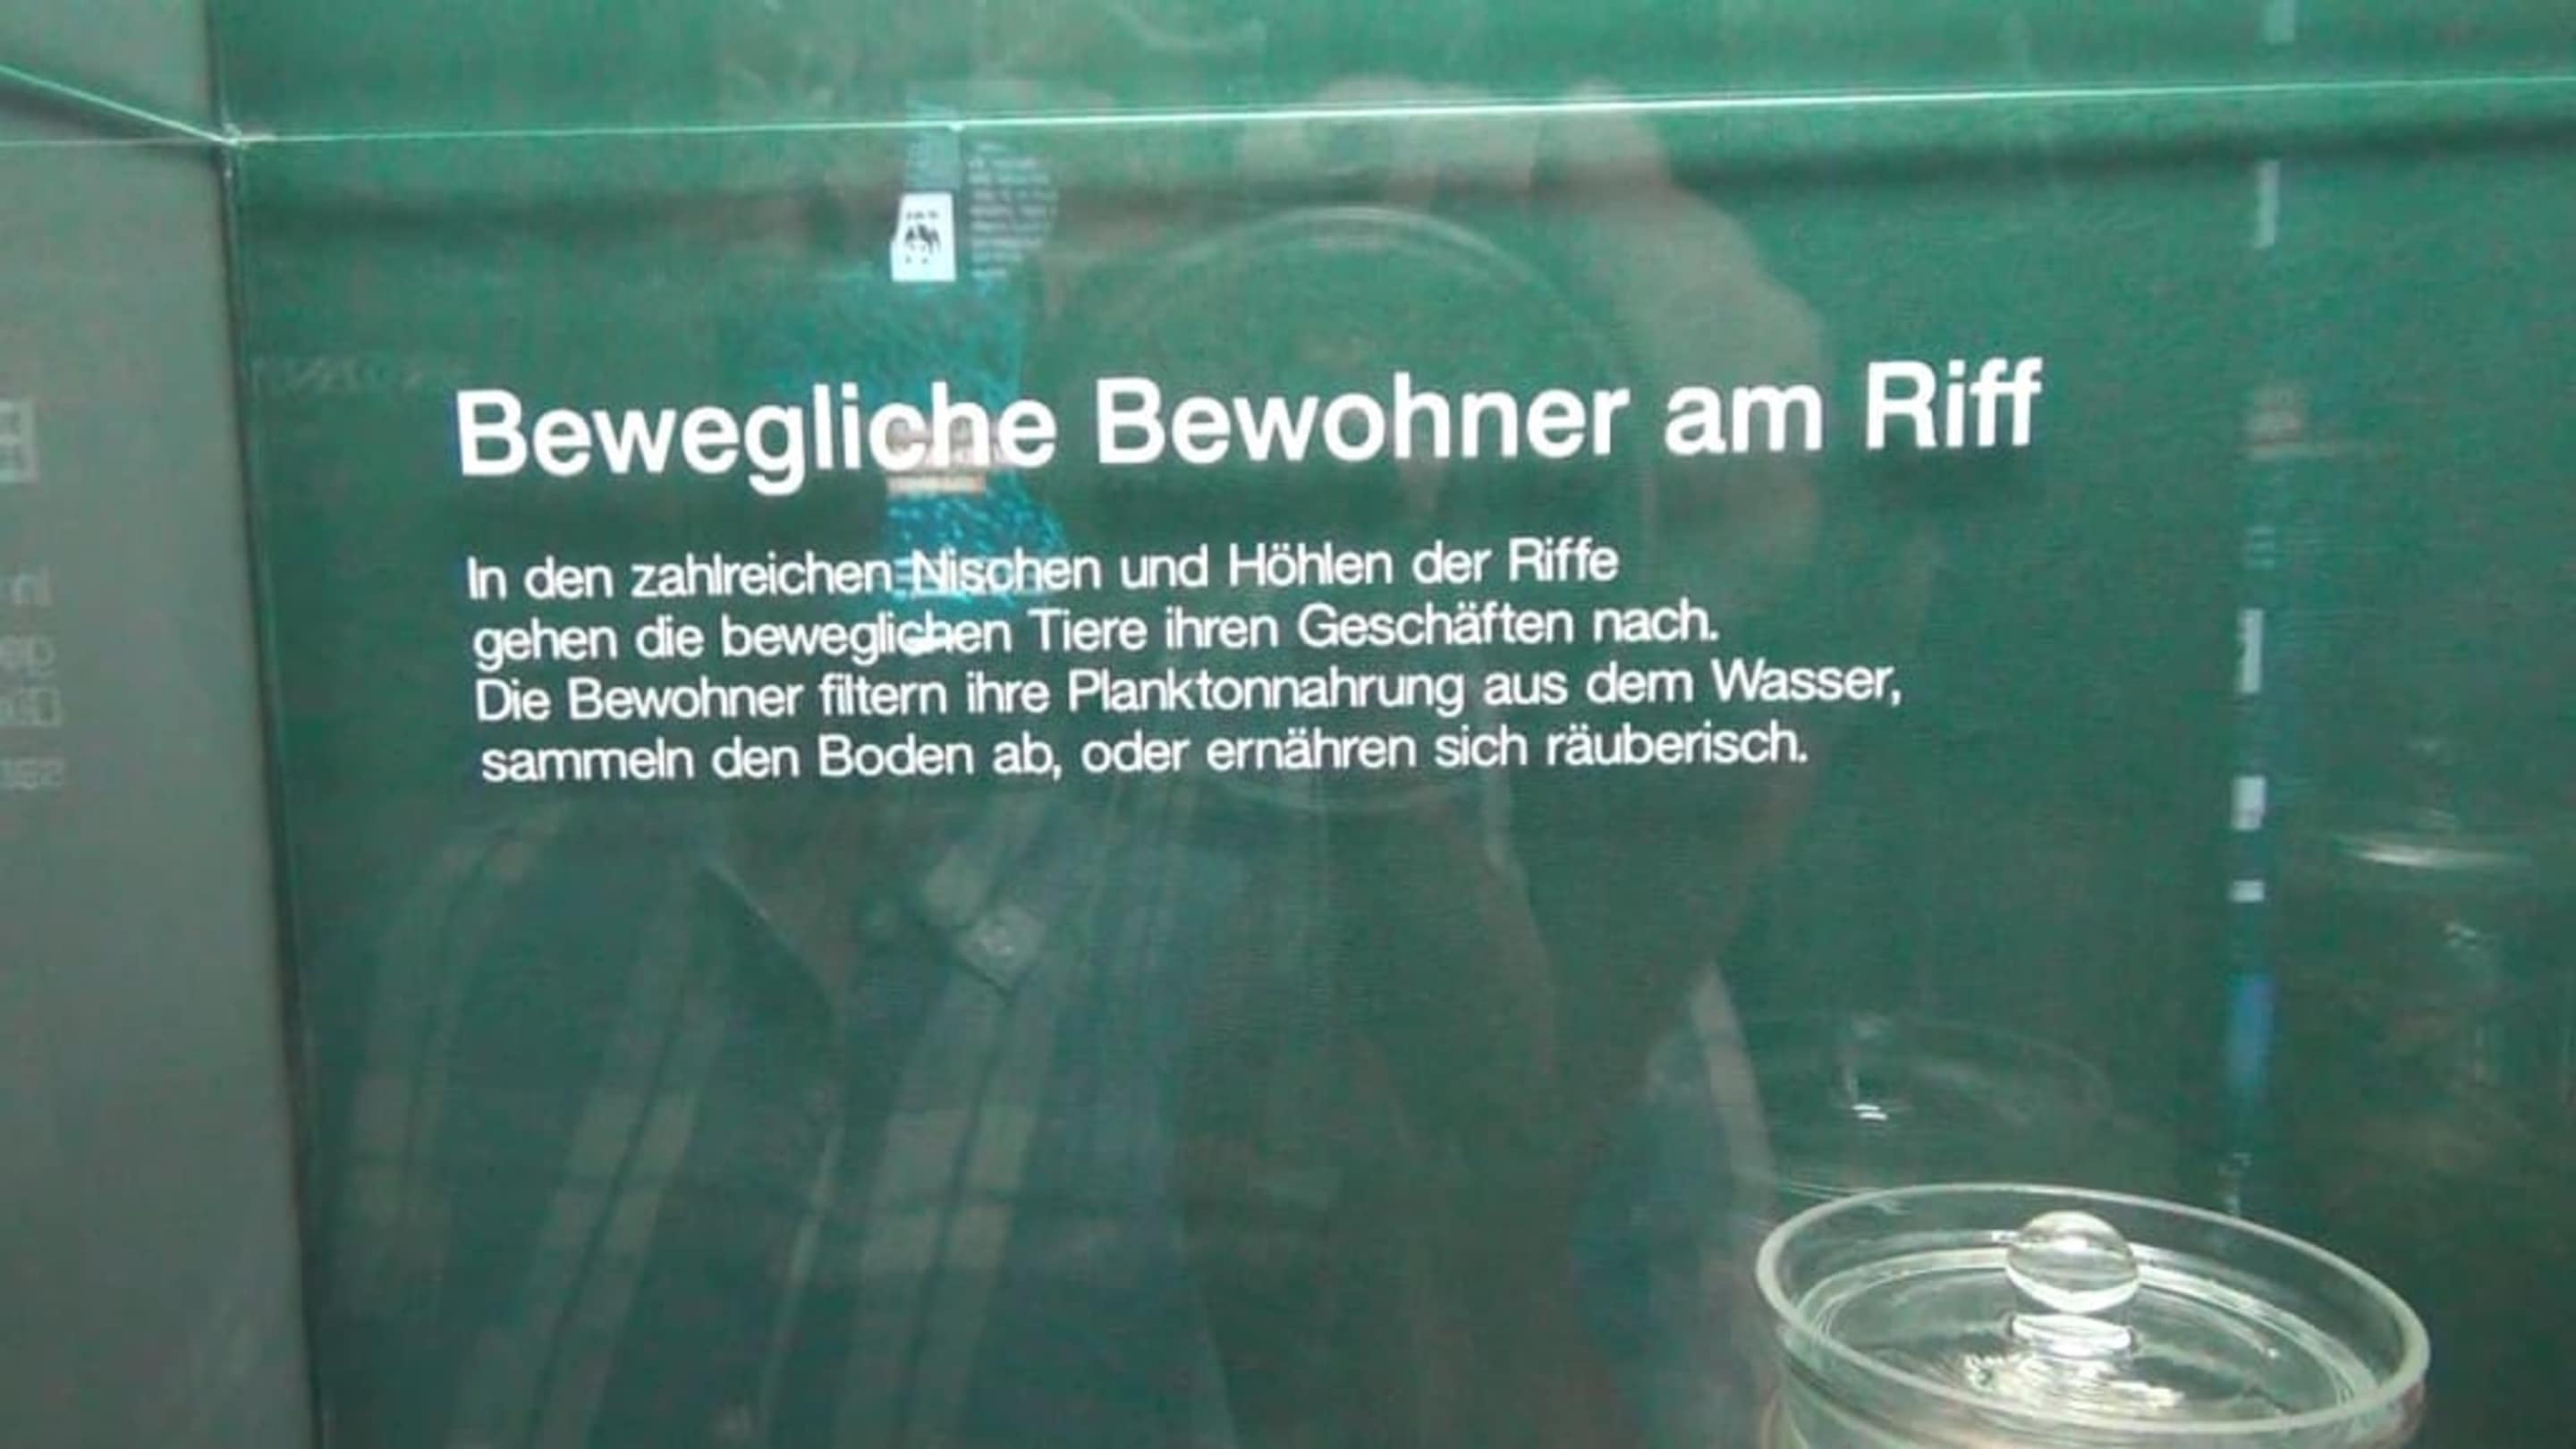 Bewegliche Bewohner am Riff
In den zahlreichen Nischen und Höhlen der Riffe
gehen die beweglichen Tiere ihren Geschäften nach.
Die Bewohner filtern ihre Planktonnahrung aus dem Wasser,
sammeln den Boden ab, oder ernähren sich räuberisch.